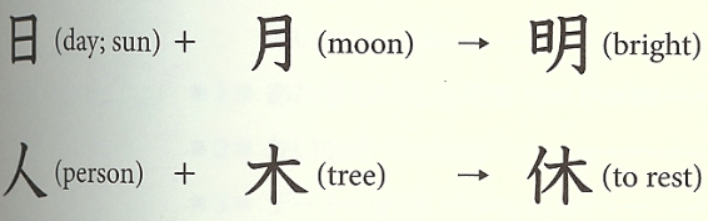 日 (day; sun) + 月 (moon) → 明 (bright)
人 (person) + 木 (tree) → 休 (to rest)